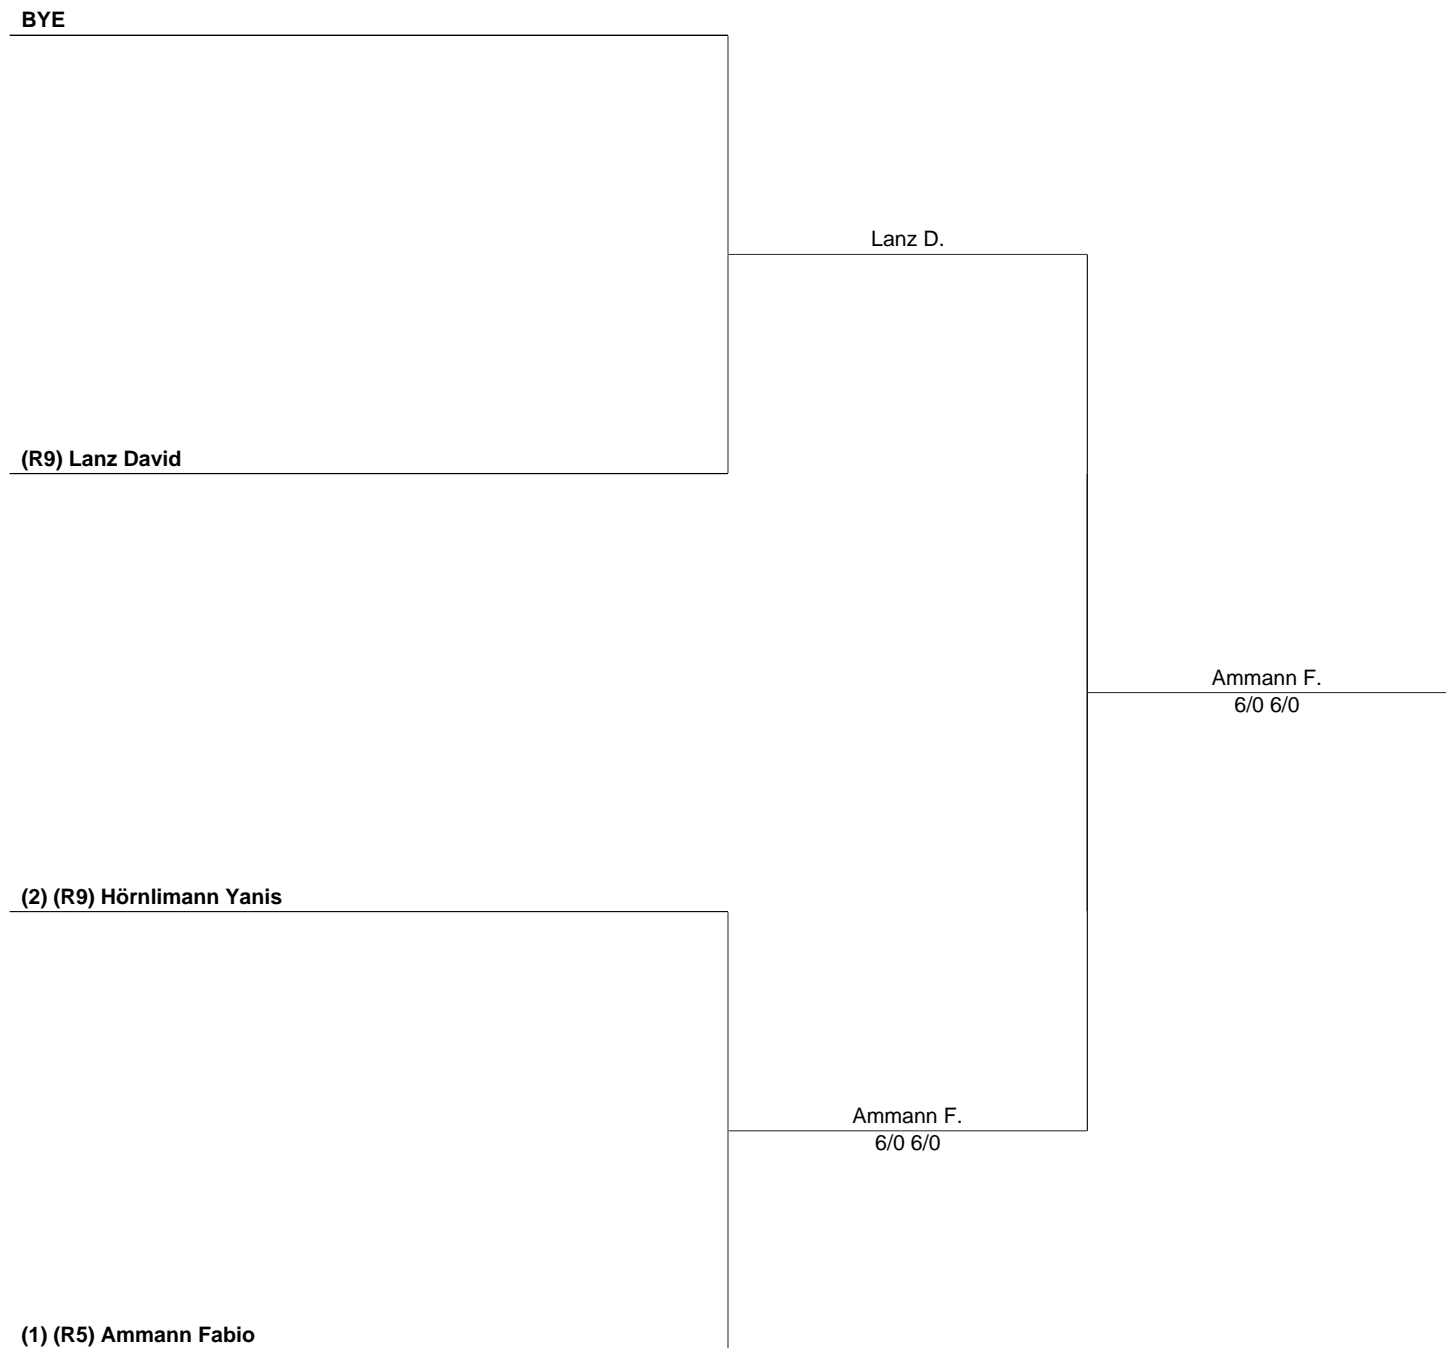 BYE
Lanz D.
(R9) Lanz David
Ammann F.
6/0 6/0
(2) (R9) Hörnlimann Yanis
Ammann F.
6/0 6/0
(1) (R5) Ammann Fabio